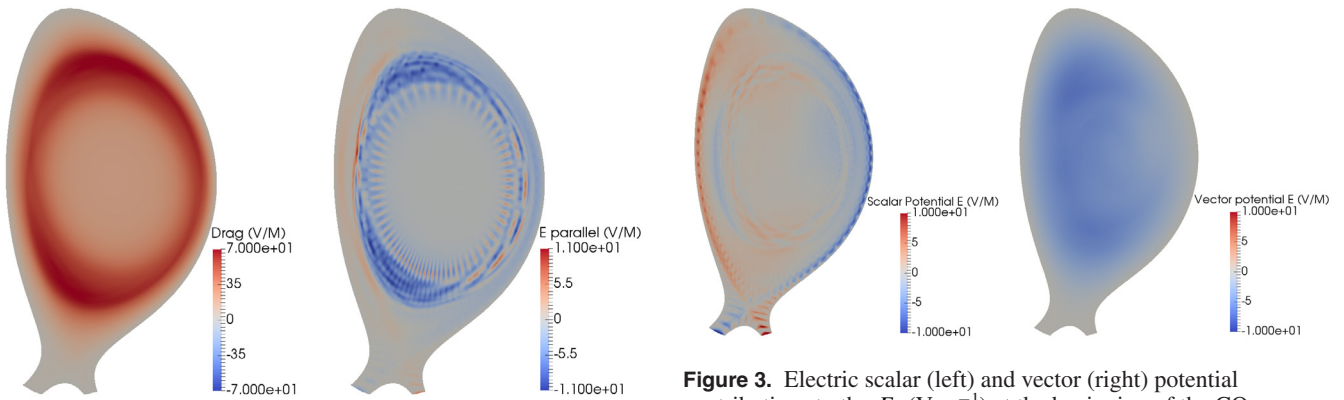 Drag (V/M)
7.000e+01
35
0
-35
-7.000e+01
E parallel (V/M)
1.100e+01
5.5
0
-5.5
-1.100e+01
Scalar Potential E (V/M)
1.000e+01
5
0
-5
-1.000e+01
Vector potential E (V/M)
1.000e+01
5
0
-5
-1.000e+01
Figure 3. Electric scalar (left) and vector (right) potential